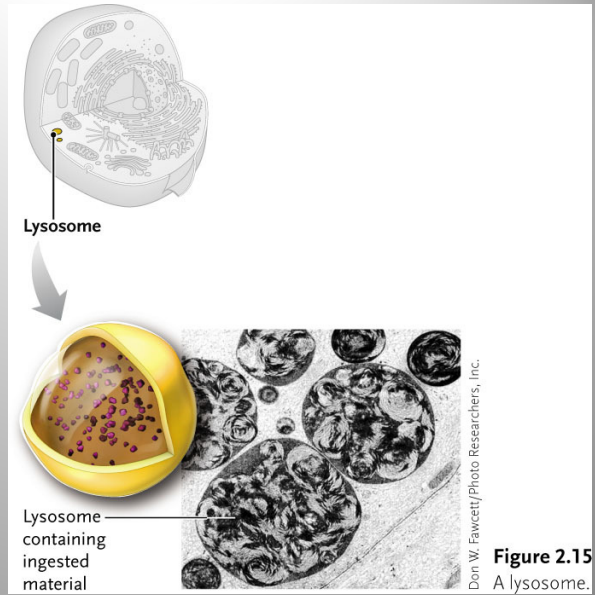 Lysosome
Lysosome
containing
ingested
material
Don W. Fawcett/Photo Researchers, Inc.
Figure 2.15
A lysosome.